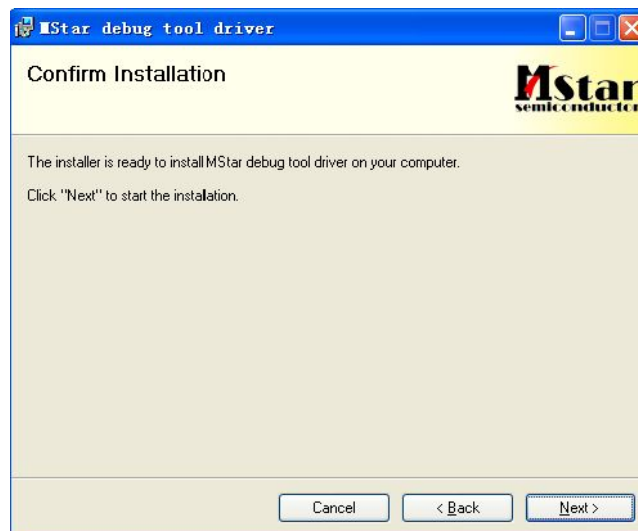 MStar debug tool driver
Confirm Installation
MStar
semiconductor
The installer is ready to install MStar debug tool driver on your computer.
Click "Next" to start the instalation.
Cancel
< Back
Next >